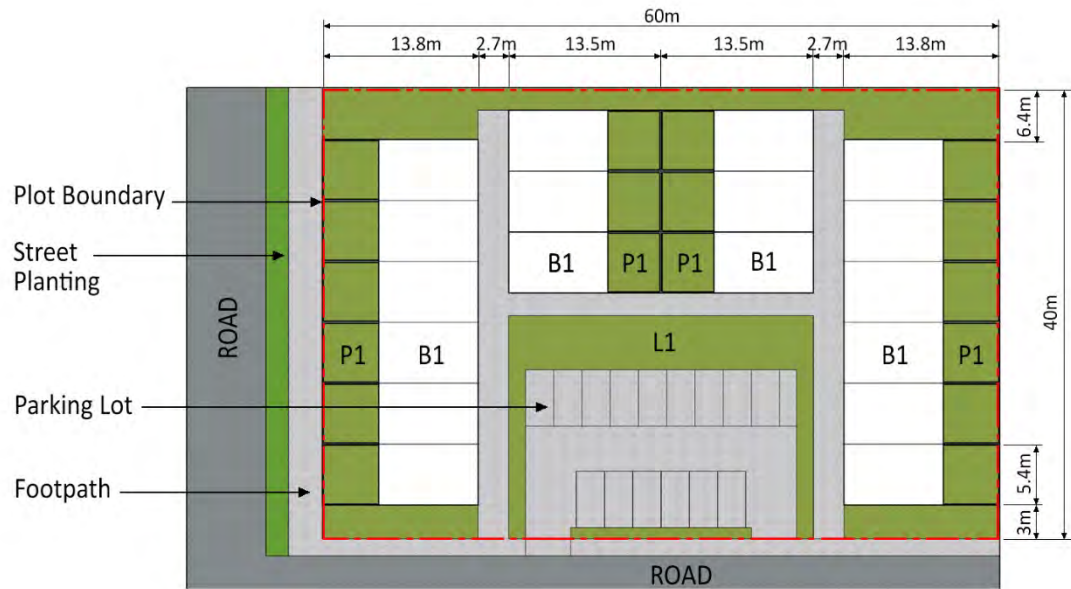 60m
13.8m 2.7m 13.5m 13.5m 2.7m 13.8m
6.4m
Plot Boundary
Street
Planting
B1 P1 P1 B1
ROAD
40m
P1 B1 L1 B1 P1
Parking Lot
Footpath
5.4m
3m
ROAD